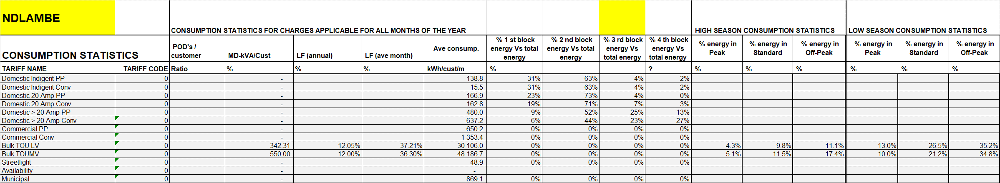 NDLAMBE
CONSUMPTION STATISTICS FOR CHARGES APPLICABLE FOR ALL MONTHS OF THE YEAR HIGH SEASON CONSUMPTION STATISTICS LOW SEASON CONSUMPTION STATISTICS
CONSUMPTION STATISTICS POD's / customer MD-kVA/Cust LF (annual) LF (ave month) Ave consump. % 1 st block energy Vs total energy % 2 nd block energy Vs total energy % 3 rd block energy Vs total energy % 4 th block energy Vs total energy % energy in Peak % energy in Standard % energy in Off-Peak % energy in Peak % energy in Standard % energy in Off-Peak
TARIFF NAME TARIFF CODE Ratio % % % kWh/cust/m % ? % % % % % %
Domestic Indigent PP 0 - 138.8 31% 63% 4% 2%
Domestic Indigent Conv 0 - 15.5 31% 63% 4% 2%
Domestic 20 Amp PP 0 - 166.9 23% 73% 4% 0%
Domestic 20 Amp Conv 0 - 162.8 19% 71% 7% 3%
Domestic > 20 Amp PP 0 - 480.0 9% 52% 25% 13%
Domestic > 20 Amp Conv 0 - 637.2 6% 44% 23% 27%
Commercial PP 0 - 650.2 0% 0% 0% 0%
Commercial Conv 0 - 1 353.4 0% 0% 0% 0%
Bulk TOU LV 0 342.31 12.05% 37.21% 30 106.0 0% 0% 0% 0% 4.3% 9.8% 11.1% 13.0% 26.5% 35.2%
Bulk TOUMV 0 550.00 12.00% 36.30% 48 186.7 0% 0% 0% 0% 5.1% 11.5% 17.4% 10.0% 21.2% 34.8%
Streetlight 0 - 48.9 0% 0% 0% 0%
Availability 0 - -
Municipal 0 - 869.1 0% 0% 0% 0%